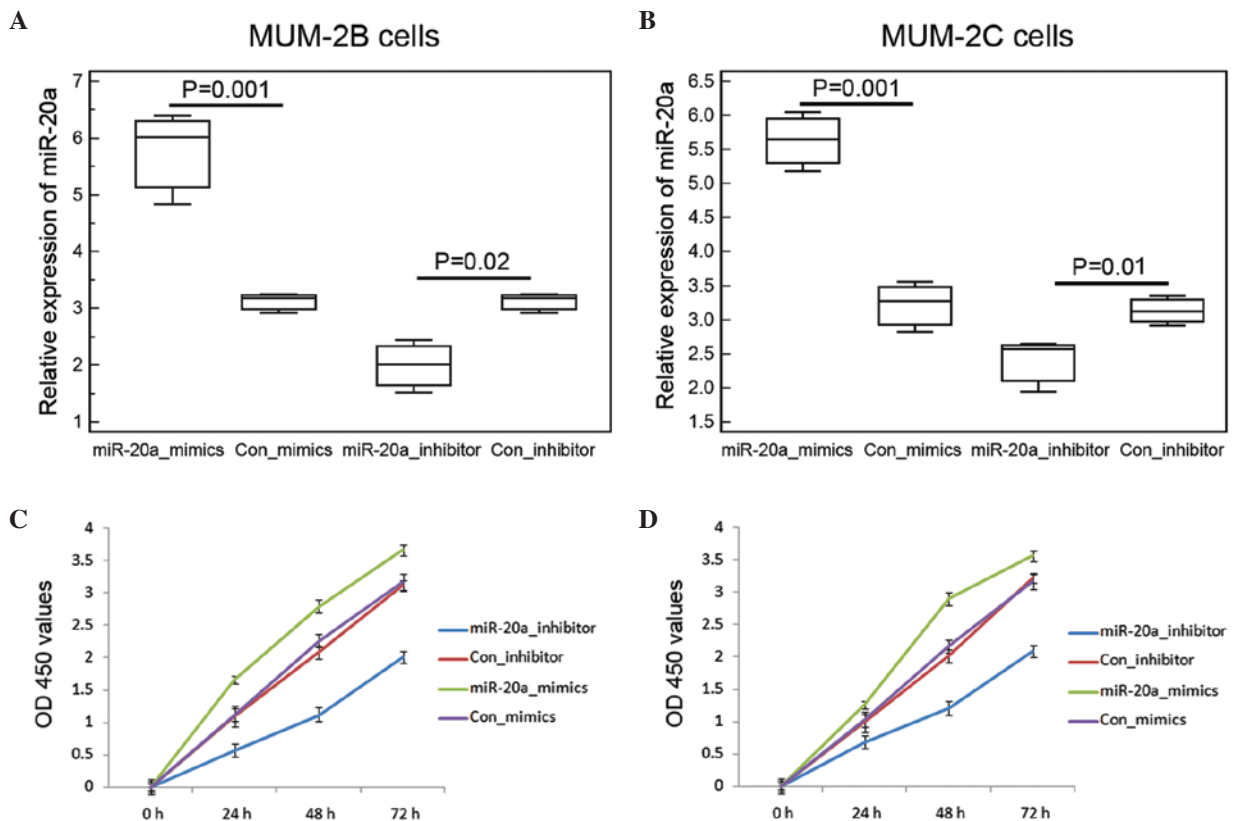 A
MUM-2B cells
Relative expression of miR-20a
7
6
5
4
3
2
1
P=0.001
P=0.02
miR-20a_mimics Con_mimics miR-20a_inhibitor Con_inhibitor
B
MUM-2C cells
Relative expression of miR-20a
6.5
6.0
5.5
5.0
4.5
4.0
3.5
3.0
2.5
2.0
1.5
P=0.001
P=0.01
miR-20a_mimics Con_mimics miR-20a_inhibitor Con_inhibitor
C
OD 450 values
4
3.5
3
2.5
2
1.5
1
0.5
0
0 h 24 h 48 h 72 h
miR-20a_inhibitor
Con_inhibitor
miR-20a_mimics
Con_mimics
D
OD 450 values
4
3.5
3
2.5
2
1.5
1
0.5
0
0 h 24 h 48 h 72 h
miR-20a_inhibitor
Con_inhibitor
miR-20a_mimics
Con_mimics